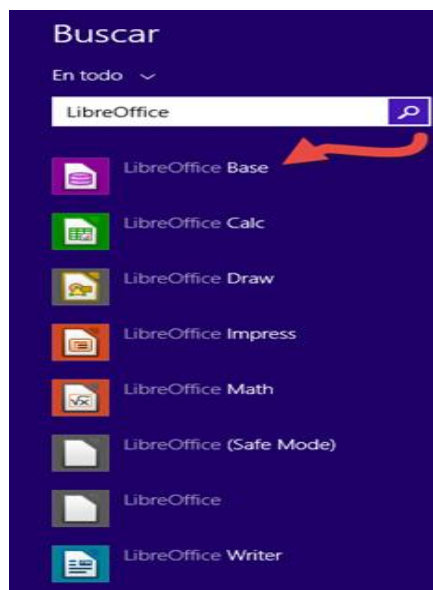 Buscar
En todo
LibreOffice
LibreOffice Base
LibreOffice Calc
LibreOffice Draw
LibreOffice Impress
LibreOffice Math
LibreOffice (Safe Mode)
LibreOffice
LibreOffice Writer